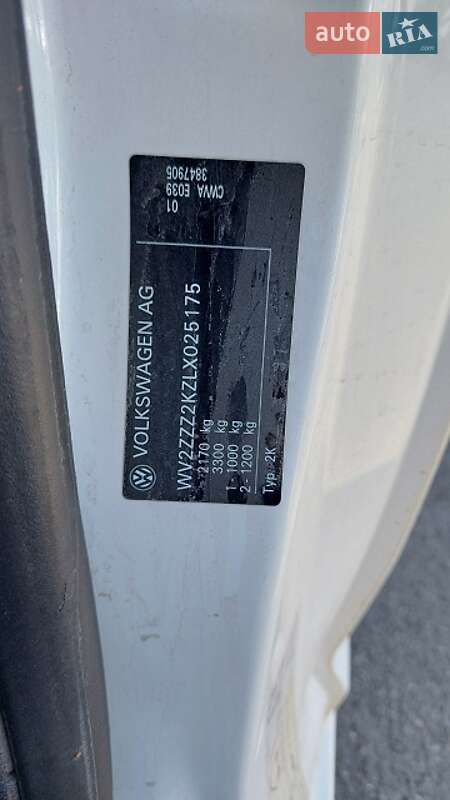 auto RIA
.com
VOLKSWAGEN AG
WV2ZZZ2KZLX025175
2170 kg
3300 kg
1- 1000 kg
2- 1200 kg
Typ: 2K
01
CWVA E039
3847905